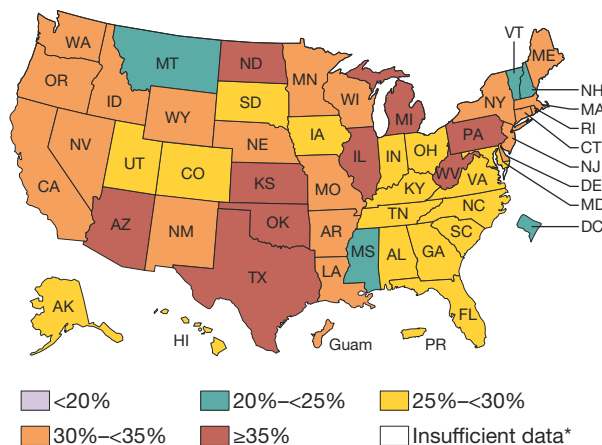 VT
WA
ME
MT
ND
MN
OR
NH
ID
SD
WI
NY
MA
WY
MI
RI
IA
PA
CT
NE
NV
IL
IN
OH
NJ
UT
CO
WV
DE
CA
KS
MO
KY
VA
MD
NC
TN
AZ
NM
OK
AR
SC
DC
MS
AL
GA
TX
LA
AK
FL
HI
Guam
PR
<20%
20%–<25%
25%–<30%
30%–<35%
≥35%
Insufficient data*